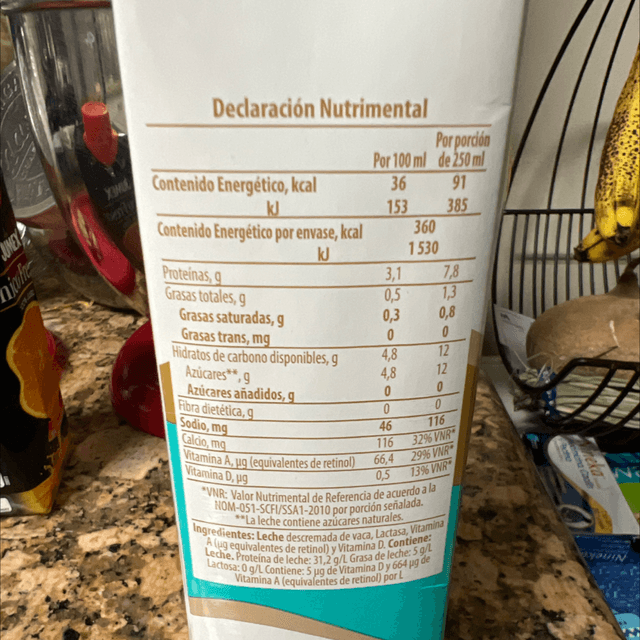 Declaración Nutrimental
Por 100 ml Por porción de 250 ml
Contenido Energético, kcal 36 91
kJ 153 385
Contenido Energético por envase, kcal 360
kJ 1 530
Proteínas, g 3,1 7,8
Grasas totales, g 0,5 1,3
Grasas saturadas, g 0,3 0,8
Grasas trans, mg 0 0
Hidratos de carbono disponibles, g 4,8 12
Azúcares**, g 4,8 12
Azúcares añadidos, g 0 0
Fibra dietética, g 0 0
Sodio, mg 46 116
Calcio, mg 116 32% VNR*
Vitamina A, µg (equivalentes de retinol) 66,4 29% VNR*
Vitamina D, µg 0,5 13% VNR*
*VNR: Valor Nutrimental de Referencia de acuerdo a la
NOM-051-SCFI/SSA1-2010 por porción señalada.
**La leche contiene azúcares naturales.
Ingredientes: Leche descremada de vaca, Lactasa, Vitamina
(µg equivalentes de retinol) y Vitamina D. Contiene:
Leche. Proteína de leche: 31,2 g/L Grasa de leche: 5 g/L
Lactosa: 0 g/L Contiene: 5 µg de Vitamina D y 664 µg de
Vitamina A (equivalentes de retinol) por L